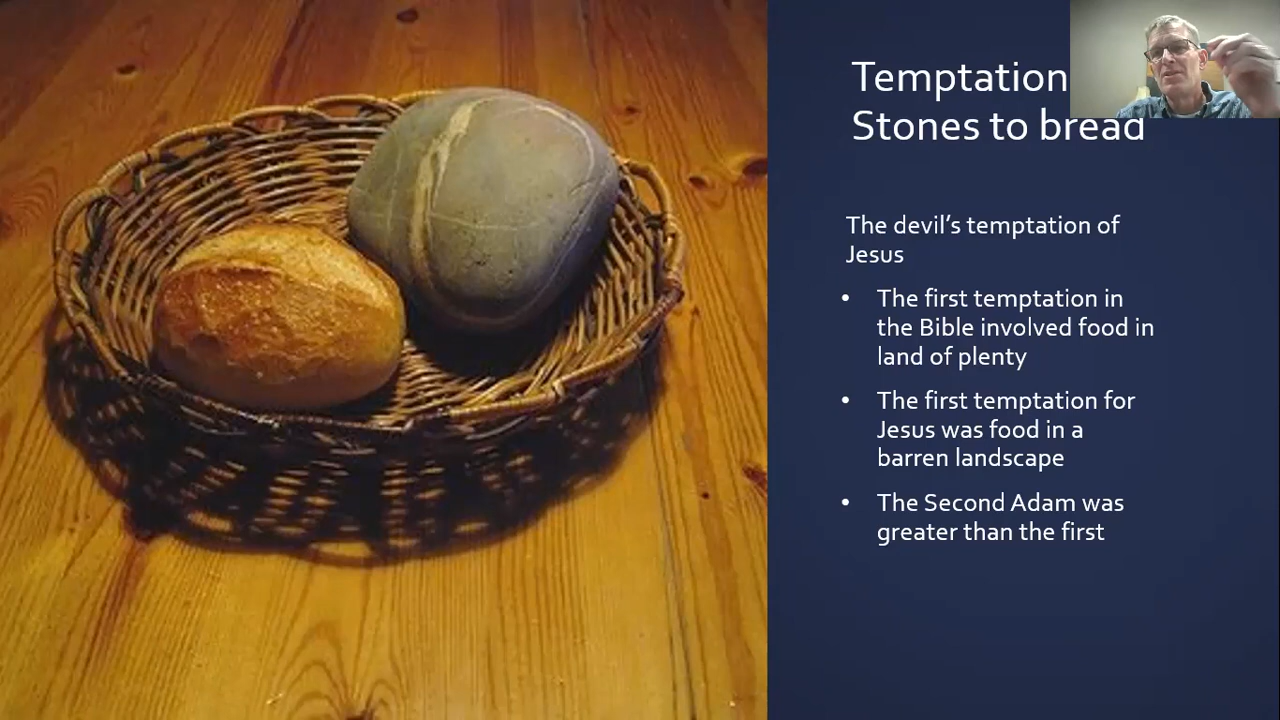 Temptation
Stones to bread
The devil’s temptation of
Jesus
• The first temptation in
the Bible involved food in
land of plenty
• The first temptation for
Jesus was food in a
barren landscape
• The Second Adam was
greater than the first